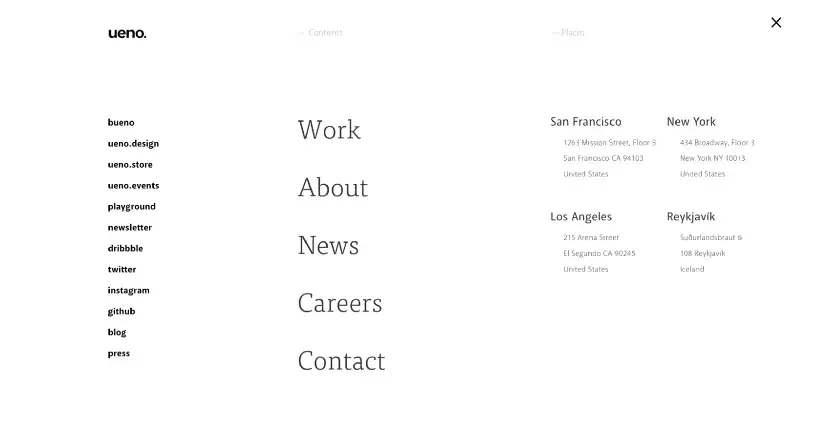 ueno.
— Contents
— Places
bueno
ueno.design
ueno.store
ueno.events
playground
newsletter
dribbble
twitter
instagram
github
blog
press
Work
About
News
Careers
Contact
San Francisco
1263 Mission Street, Floor 3
San Francisco CA 94103
United States
New York
434 Broadway, Floor 3
New York NY 10013
United States
Los Angeles
215 Arena Street
El Segundo CA 90245
United States
Reykjavík
Suðurlandsbraut 6
108 Reykjavík
Iceland